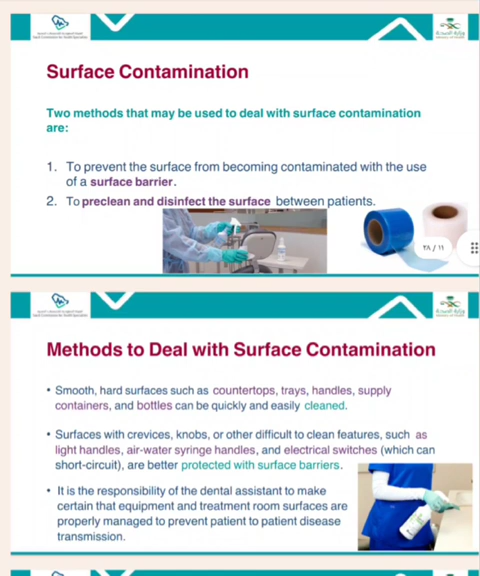 Surface Contamination
Two methods that may be used to deal with surface contamination
are:
1. To prevent the surface from becoming contaminated with the use
of a surface barrier.
2. To preclean and disinfect the surface between patients.
٢٨ / ١١
وزارة الصحة
Methods to Deal with Surface Contamination
• Smooth, hard surfaces such as countertops, trays, handles, supply
containers, and bottles can be quickly and easily cleaned.
• Surfaces with crevices, knobs, or other difficult to clean features, such as
light handles, air-water syringe handles, and electrical switches (which can
short-circuit), are better protected with surface barriers.
• It is the responsibility of the dental assistant to make
certain that equipment and treatment room surfaces are
properly managed to prevent patient to patient disease
transmission.
وزارة الصحة